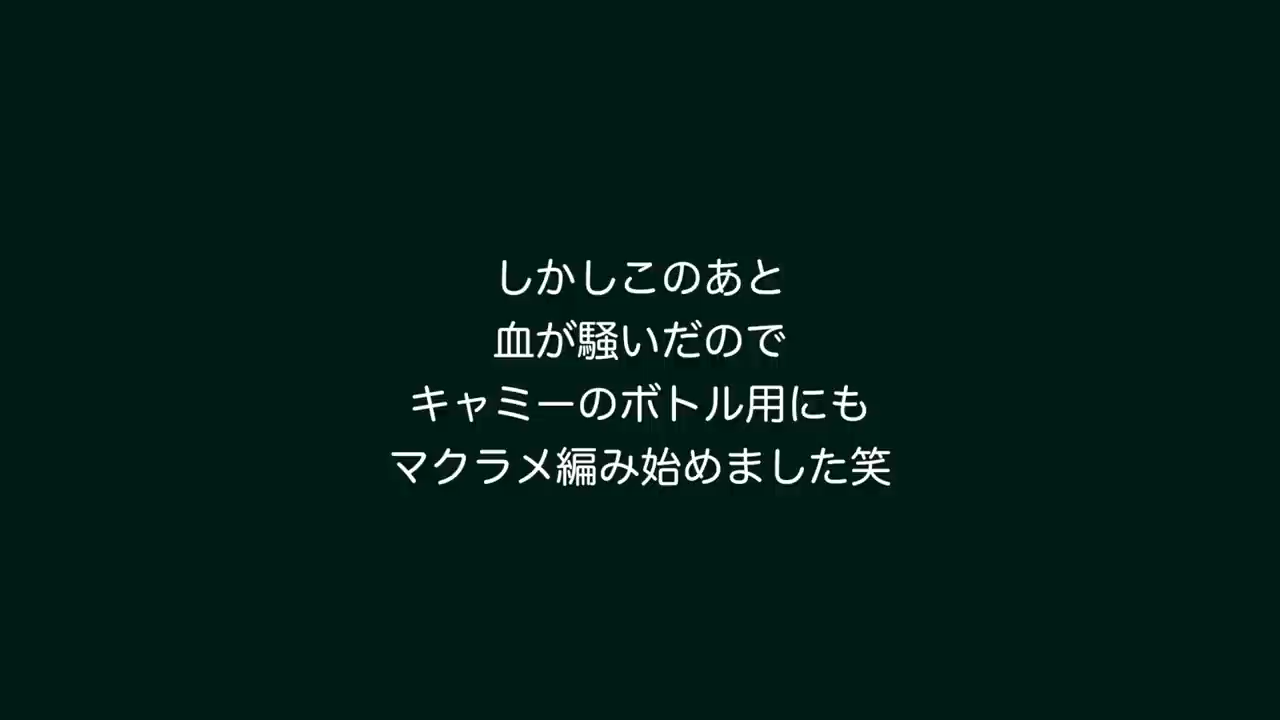 しかしこのあと
血が騒いだので
キャミーのボトル用にも
マクラメ編み始めました笑